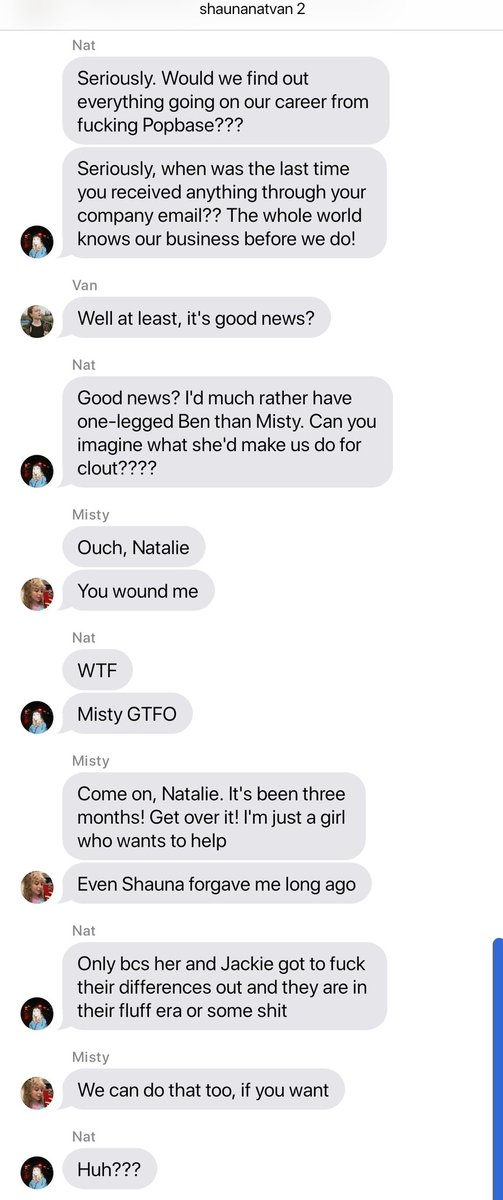 shaunanatvan 2
Nat
Seriously. Would we find out
everything going on our career from
fucking Popbase???
Seriously, when was the last time
you received anything through your
company email?? The whole world
knows our business before we do!
Van
Well at least, it's good news?
Nat
Good news? I'd much rather have
one-legged Ben than Misty. Can you
imagine what she'd make us do for
clout????
Misty
Ouch, Natalie
You wound me
Nat
WTF
Misty GTFO
Misty
Come on, Natalie. It's been three
months! Get over it! I'm just a girl
who wants to help
Even Shauna forgave me long ago
Nat
Only bcs her and Jackie got to fuck
their differences out and they are in
their fluff era or some shit
Misty
We can do that too, if you want
Nat
Huh???